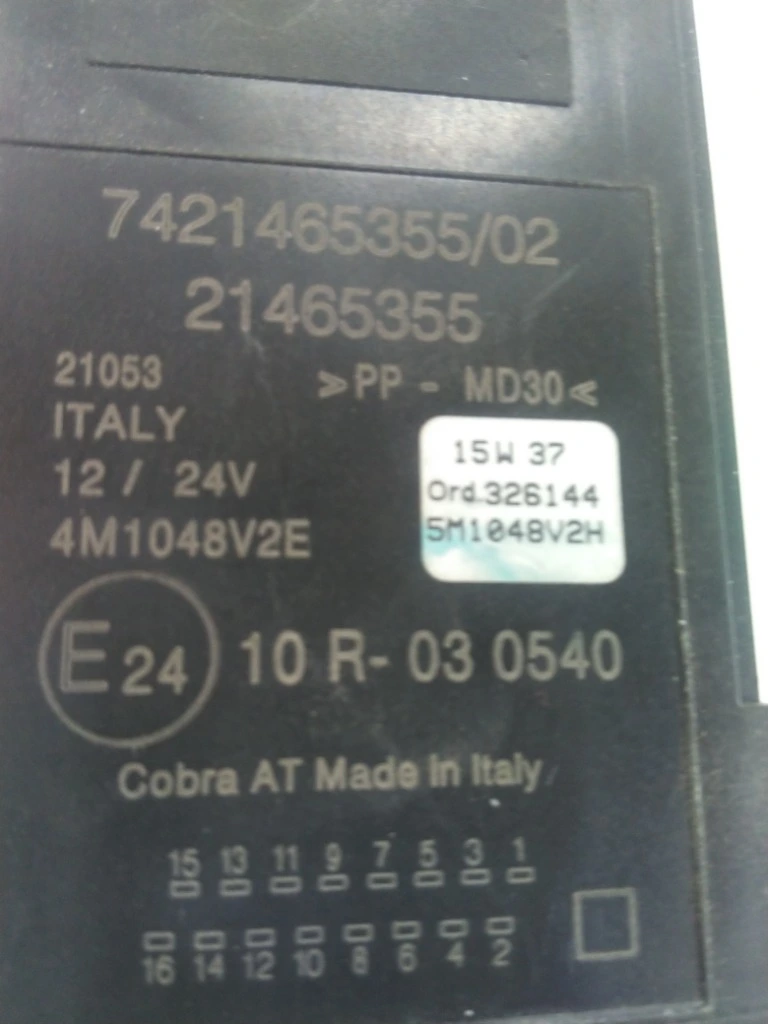 7421465355/02
21465355
21053
>PP - MD30<
ITALY
12 / 24V
4M1048V2E
15W 37
Ord.326144
5M1048V2H
E24 10 R- 03 0540
Cobra AT Made in Italy
15 13 11 9 7 5 3 1
16 14 12 10 8 6 4 2